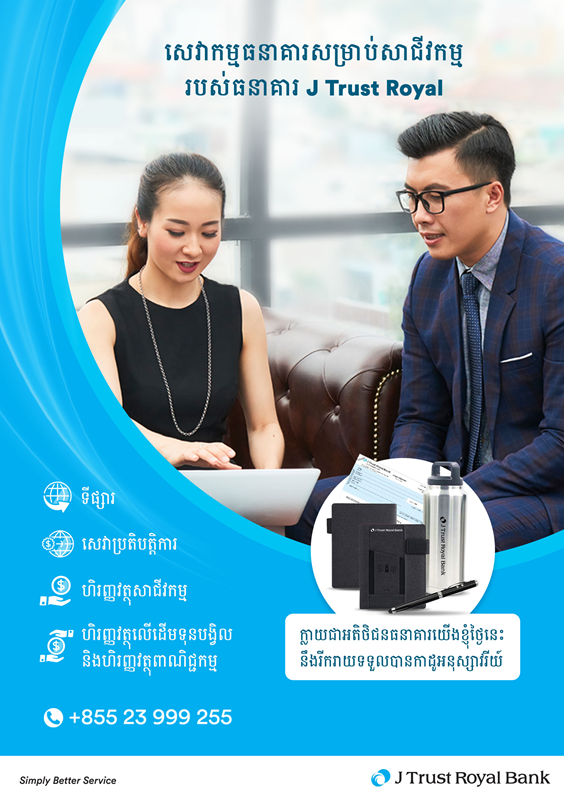 សេវាកម្មធនាគារសម្រាប់សាជីវកម្ម
របស់ធនាគារ J Trust Royal
ទីផ្សារ
សេវាប្រតិបត្តិការ
ហិរញ្ញវត្ថុសាជីវកម្ម
ហិរញ្ញវត្ថុលើដើមទុនបង្វិល
និងហិរញ្ញវត្ថុពាណិជ្ជកម្ម
J Trust Royal Bank
J Trust Royal Bank
ក្លាយជាអតិថិជនធនាគារយើងខ្ញុំថ្ងៃនេះ
នឹងរីករាយទទួលបានកាដូអនុស្សាវរីយ៍
+855 23 999 255
Simply Better Service
J Trust Royal Bank